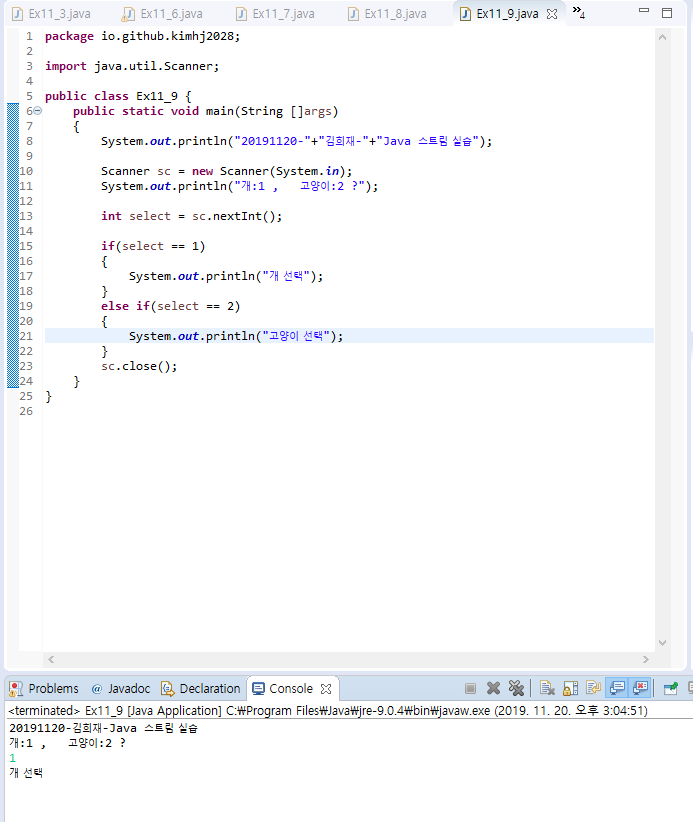 Ex11_3.java Ex11_6.java Ex11_7.java Ex11_8.java Ex11_9.java »4
1 package io.github.kimhj2028;
2
3 import java.util.Scanner;
4
5 public class Ex11_9 {
6 public static void main(String []args)
7 {
8 System.out.println("20191120-"+"김희재-"+"Java 스트림 실습");
9
10 Scanner sc = new Scanner(System.in);
11 System.out.println("개:1 ,   고양이:2 ?");
12
13 int select = sc.nextInt();
14
15 if(select == 1)
16 {
17 System.out.println("개 선택");
18 }
19 else if(select == 2)
20 {
21 System.out.println("고양이 선택");
22 }
23 sc.close();
24 }
25 }
26
Problems @ Javadoc Declaration Console
<terminated> Ex11_9 [Java Application] C:₩Program Files₩Java₩jre-9.0.4₩bin₩javaw.exe (2019. 11. 20. 오후 3:04:51)
20191120-김희재-Java 스트림 실습
개:1 ,   고양이:2 ?
1
개 선택